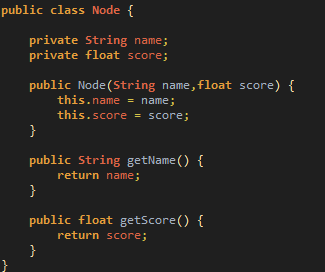 public class Node {
private String name;
private float score;
public Node(String name,float score) {
this.name = name;
this.score = score;
}
public String getName() {
return name;
}
public float getScore() {
return score;
}
}